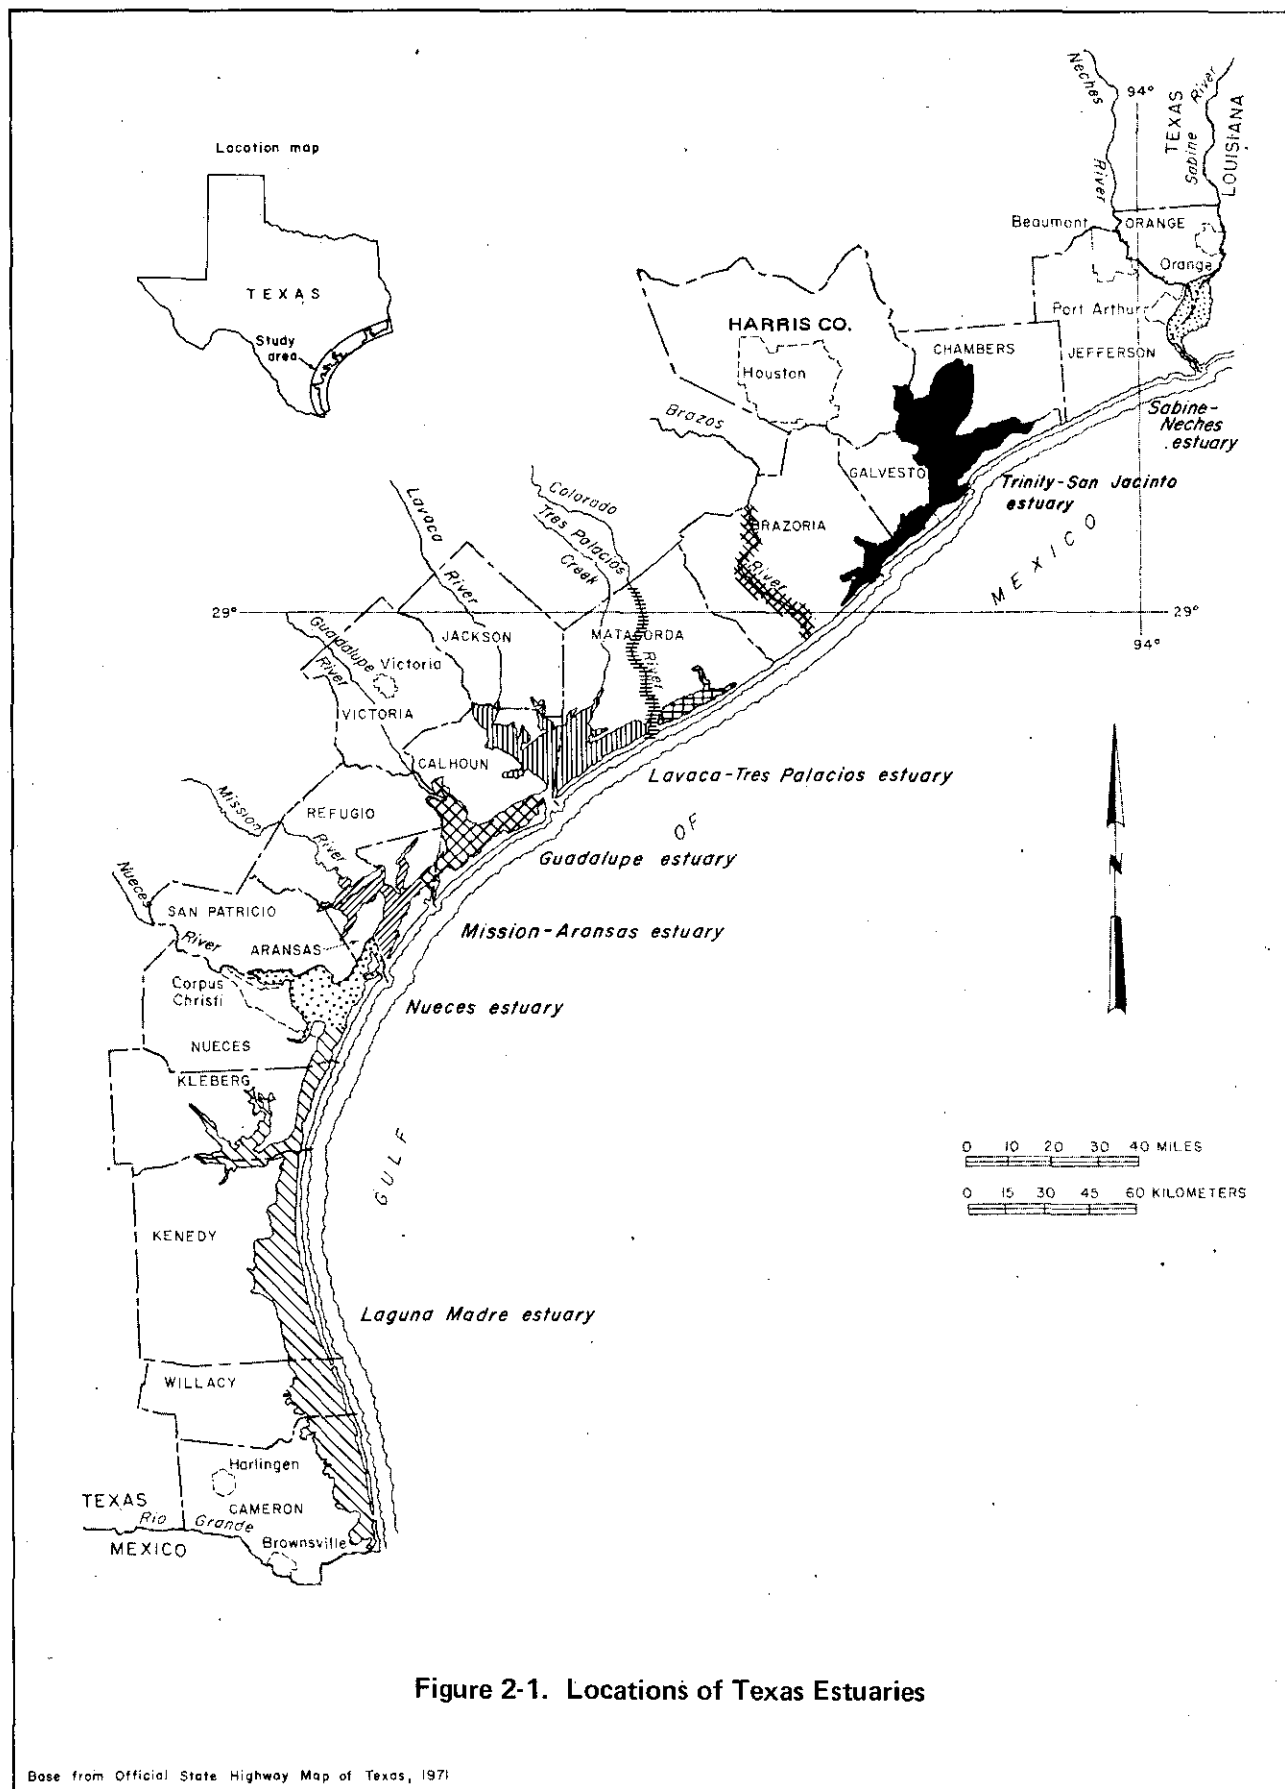 Neches
River
94°
TEXAS
Sabine River
LOUISIANA
Location map
TEXAS
Study
area
Beaumont
ORANGE
Orange
Port Arthur
JEFFERSON
HARRIS CO.
Houston
CHAMBERS
Sabine-
Neches
estuary
Brazos
River
GALVESTO
Trinity-San Jacinto
estuary
BRAZORIA
Colorado
River
Tres Palacios
Creek
Lavaca
River
29°
29°
94°
MATAGORDA
JACKSON
Guadalupe
River
Victoria
VICTORIA
CALHOUN
Lavaca-Tres Palacios estuary
Mission
River
REFUGIO
Guadalupe estuary
Nueces
River
SAN PATRICIO
ARANSAS
Mission-Aransas estuary
Corpus
Christi
Nueces estuary
NUECES
KLEBERG
GULF
OF
MEXICO
N
0 10 20 30 40 MILES
0 15 30 45 60 KILOMETERS
KENEDY
Laguna Madre estuary
WILLACY
Harlingen
CAMERON
TEXAS
Rio Grande
MEXICO
Brownsville
Figure 2-1. Locations of Texas Estuaries
Base from Official State Highway Map of Texas, 1971